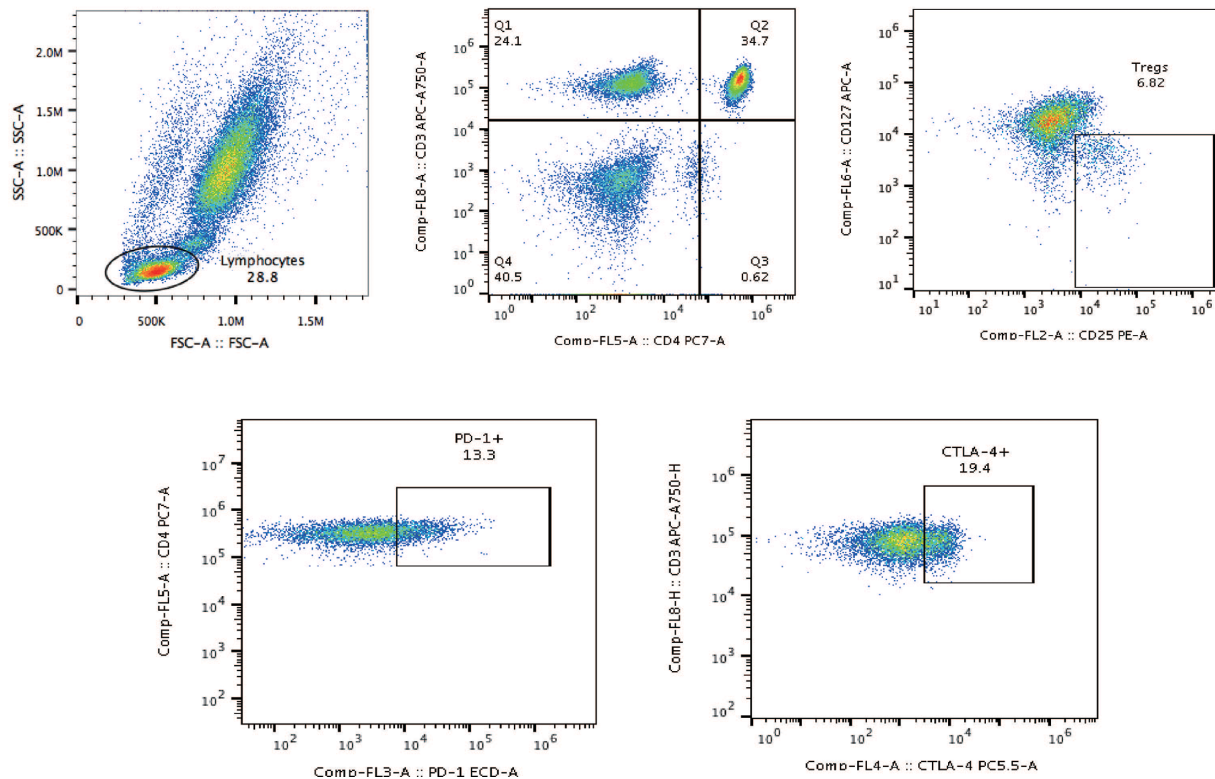 2.0M
1.5M
1.0M
500K
0
SSC-A :: SSC-A
Lymphocytes
28.8
0 500K 1.0M 1.5M
FSC-A :: FSC-A
Q1
24.1
Q2
34.7
Q4
40.5
Q3
0.62
10^6
10^5
10^4
10^3
10^2
10^1
10^0
Comp-FL8-A :: CD3 APC-A750-A
10^0 10^2 10^4 10^6
Comp-FL5-A :: CD4 PC7-A
Tregs
6.82
10^6
10^5
10^4
10^3
10^2
10^1
Comp-FL6-A :: CD127 APC-A
10^1 10^2 10^3 10^4 10^5 10^6
Comp-FL2-A :: CD25 PE-A
PD-1+
13.3
10^7
10^6
10^5
10^4
10^3
10^2
Comp-FL5-A :: CD4 PC7-A
10^2 10^3 10^4 10^5 10^6
Comp-FL3-A :: PD-1 ECD-A
CTLA-4+
19.4
10^6
10^5
10^4
10^3
10^2
Comp-FL8-H :: CD3 APC-A750-H
10^0 10^2 10^4 10^6
Comp-FL4-A :: CTLA-4 PC5.5-A